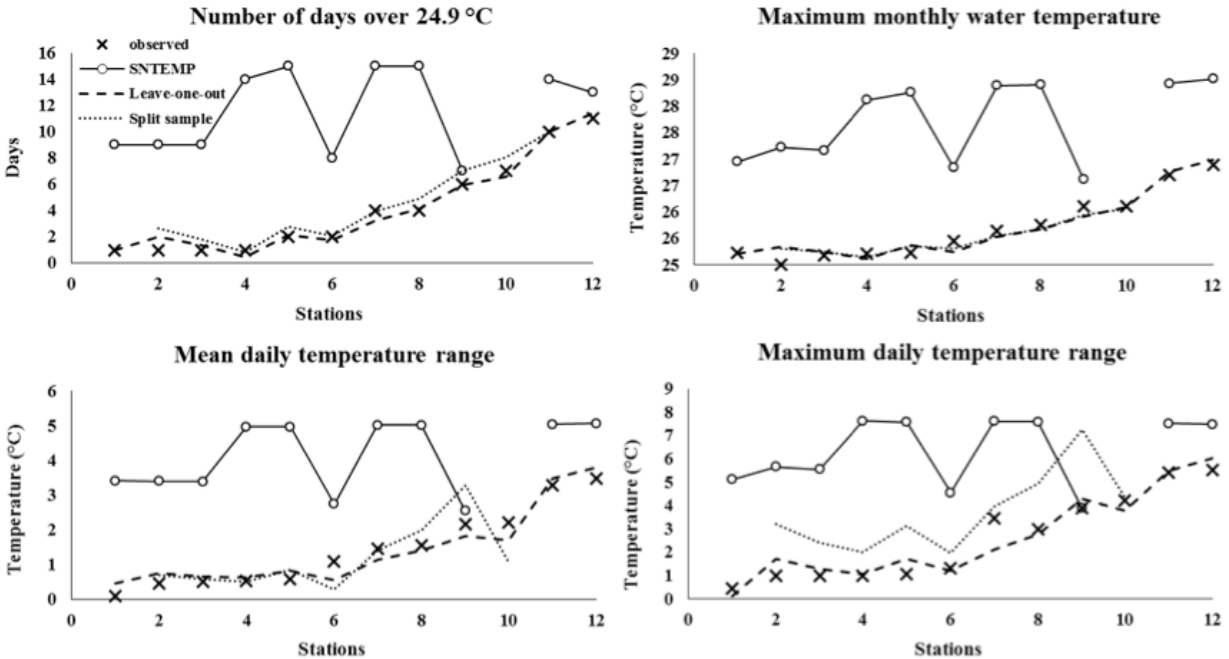 Number of days over 24.9 °C
observed
SNTEMP
Leave-one-out
Split sample
16
14
12
10
8
6
4
2
0
Days
0 2 4 6 8 10 12
Stations
Maximum monthly water temperature
29
29
28
28
27
27
26
26
25
Temperature (°C)
0 2 4 6 8 10 12
Stations
Mean daily temperature range
6
5
4
3
2
1
0
Temperature (°C)
0 2 4 6 8 10 12
Stations
Maximum daily temperature range
9
8
7
6
5
4
3
2
1
0
Temperature (°C)
0 2 4 6 8 10 12
Stations